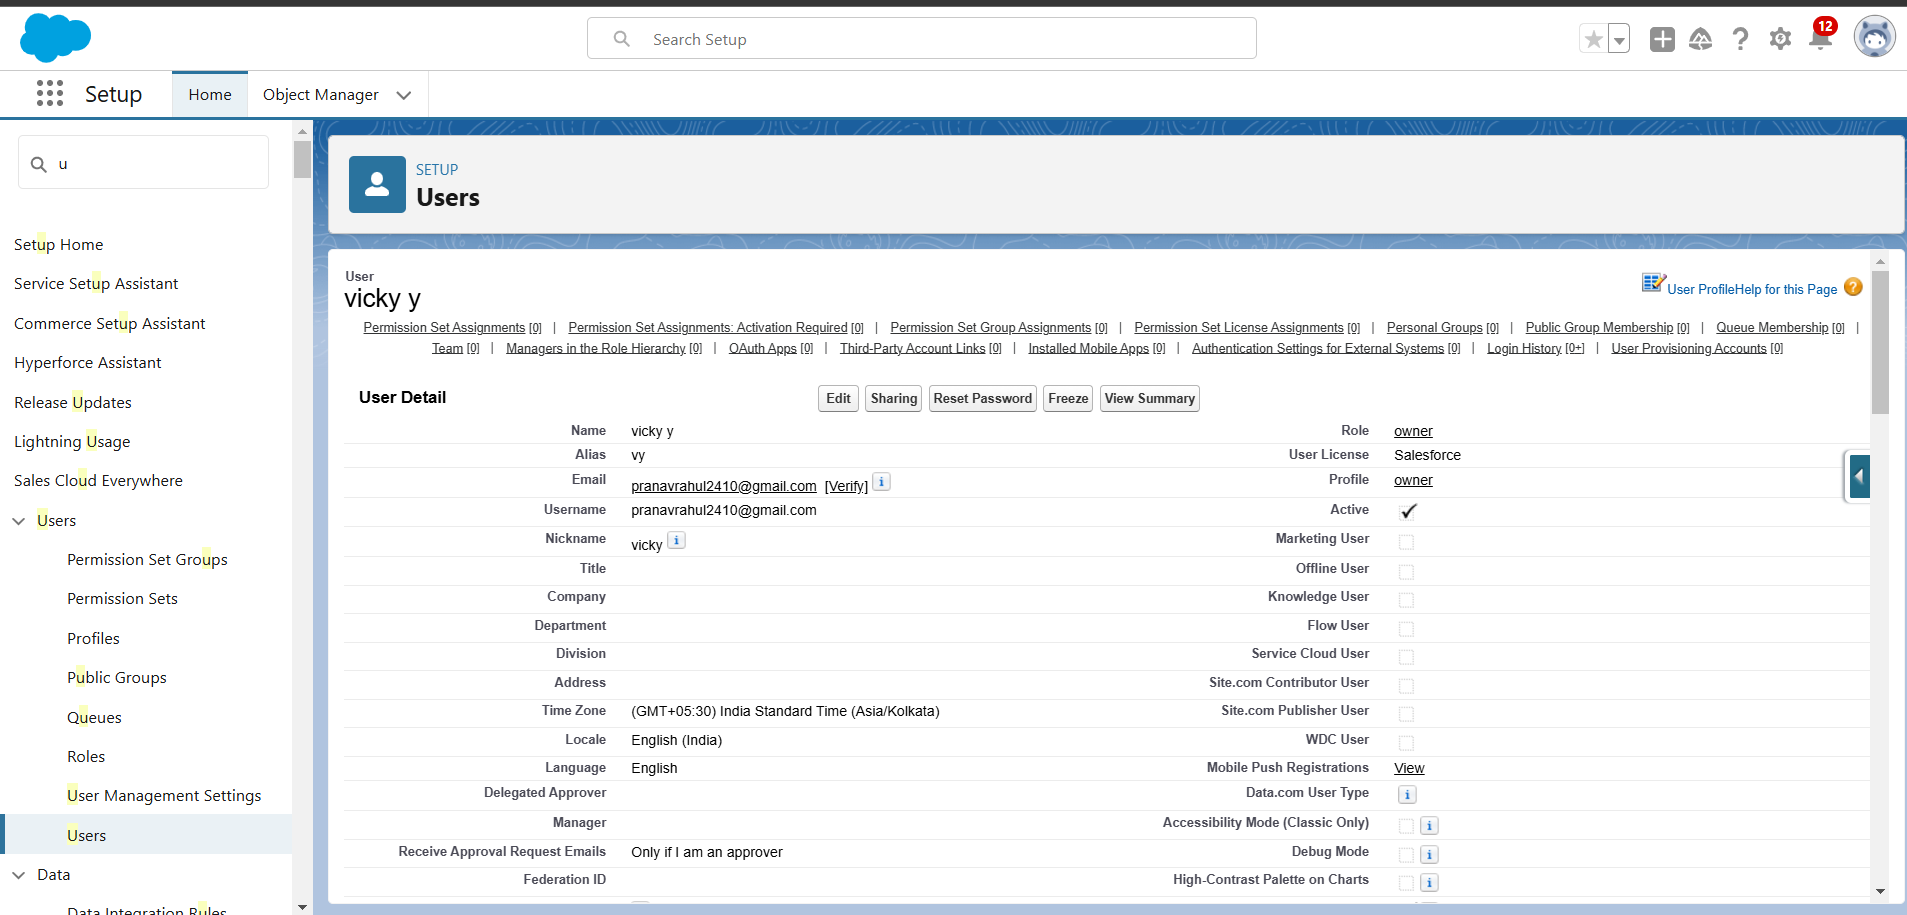 Search Setup
12
Setup
Home
Object Manager
u
Setup Home
Service Setup Assistant
Commerce Setup Assistant
Hyperforce Assistant
Release Updates
Lightning Usage
Sales Cloud Everywhere
Users
Permission Set Groups
Permission Sets
Profiles
Public Groups
Queues
Roles
User Management Settings
Users
Data
Data Integration Rules
SETUP
Users
User
vicky y
User Profile Help for this Page ?
Permission Set Assignments [0] | Permission Set Assignments: Activation Required [0] | Permission Set Group Assignments [0] | Permission Set License Assignments [0] | Personal Groups [0] | Public Group Membership [0] | Queue Membership [0] |
Team [0] | Managers in the Role Hierarchy [0] | OAuth Apps [0] | Third-Party Account Links [0] | Installed Mobile Apps [0] | Authentication Settings for External Systems [0] | Login History [0+] | User Provisioning Accounts [0]
User Detail Edit Sharing Reset Password Freeze View Summary
Name vicky y Role owner
Alias vy User License Salesforce
Email pranavrahul2410@gmail.com [Verify] i Profile owner
Username pranavrahul2410@gmail.com Active
Nickname vicky i Marketing User
Title Offline User
Company Knowledge User
Department Flow User
Division Service Cloud User
Address Site.com Contributor User
Time Zone (GMT+05:30) India Standard Time (Asia/Kolkata) Site.com Publisher User
Locale English (India) WDC User
Language English Mobile Push Registrations View
Delegated Approver Data.com User Type i
Manager Accessibility Mode (Classic Only) i
Receive Approval Request Emails Only if I am an approver Debug Mode i
Federation ID High-Contrast Palette on Charts i